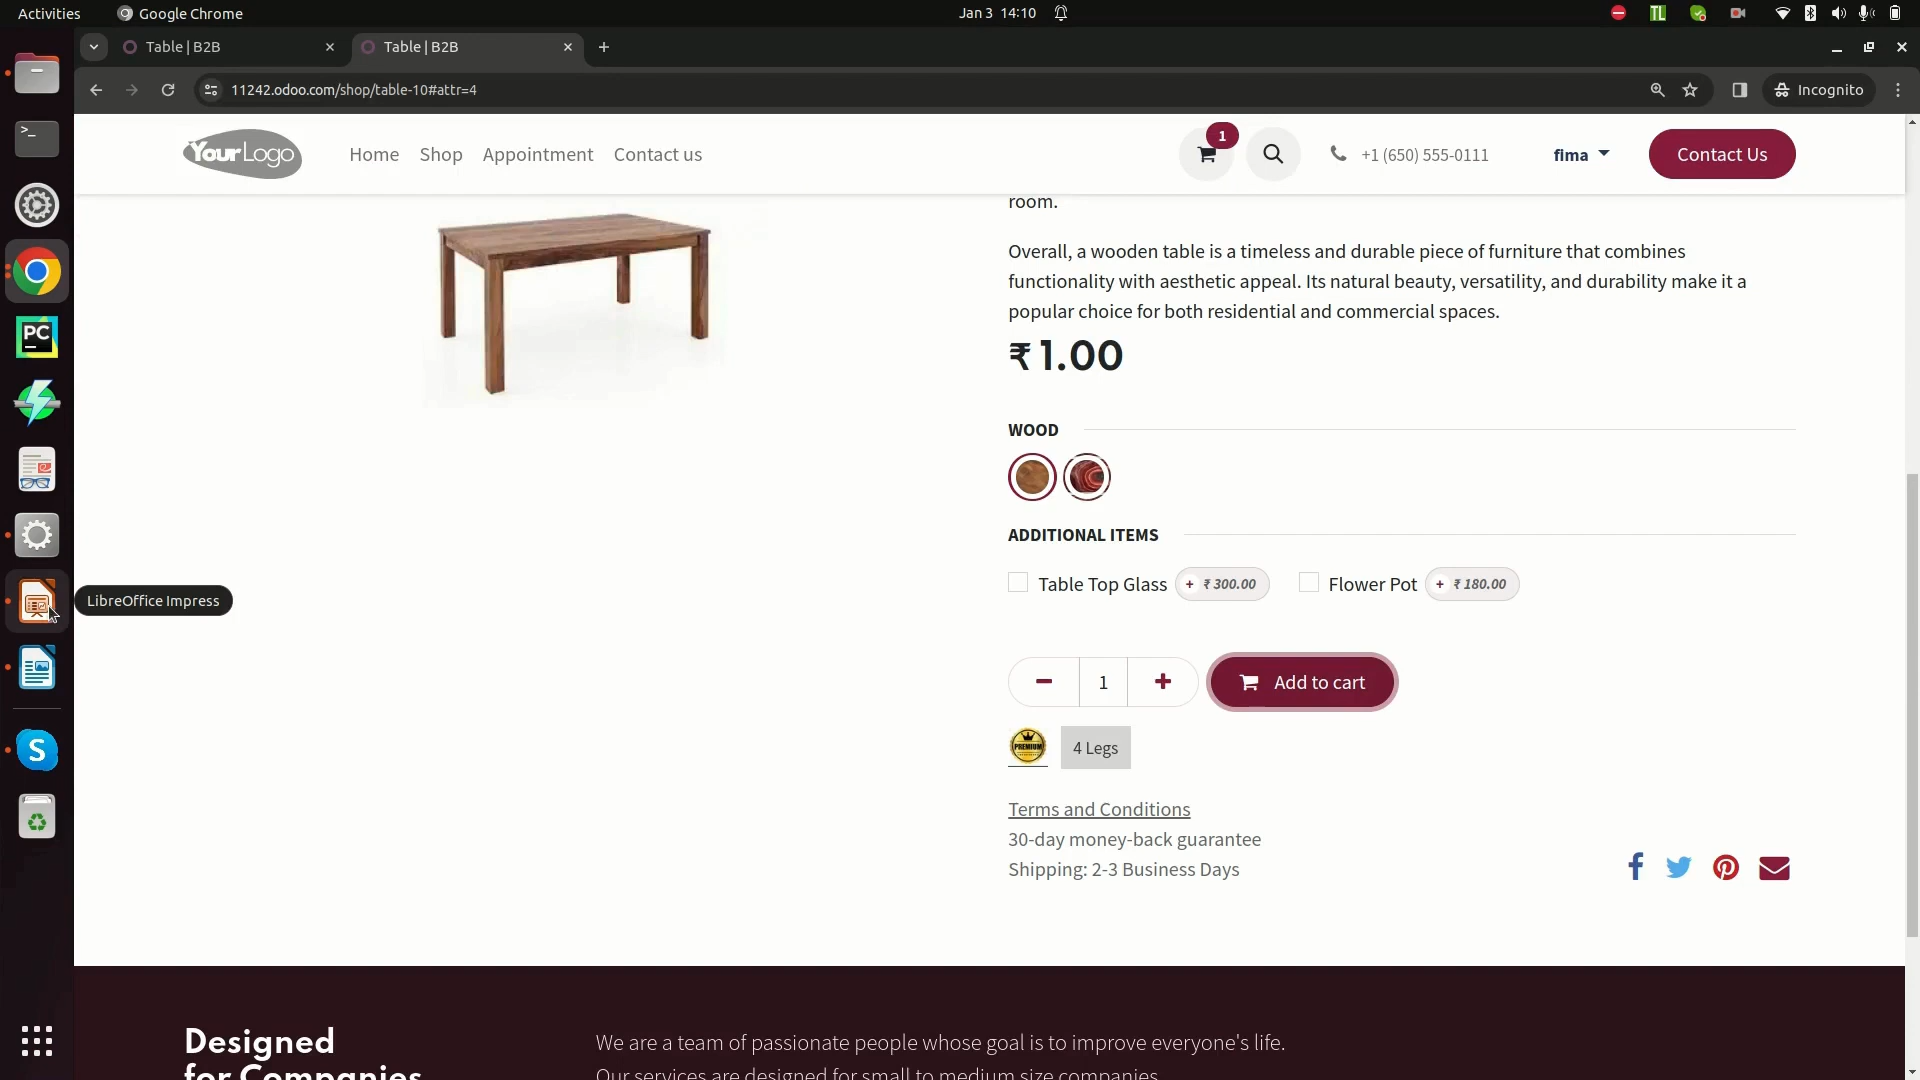 Activities
Google Chrome
Jan 3 14:10
TL
Table | B2B
Table | B2B
11242.odoo.com/shop/table-10#attr=4
Incognito
YourLogo
Home
Shop
Appointment
Contact us
1
+1 (650) 555-0111
fima
Contact Us
room.
Overall, a wooden table is a timeless and durable piece of furniture that combines
functionality with aesthetic appeal. Its natural beauty, versatility, and durability make it a
popular choice for both residential and commercial spaces.
₹ 1.00
WOOD
ADDITIONAL ITEMS
Table Top Glass + ₹ 300.00
Flower Pot + ₹ 180.00
1
Add to cart
PREMIUM
4 Legs
Terms and Conditions
30-day money-back guarantee
Shipping: 2-3 Business Days
Designed
for Companies
We are a team of passionate people whose goal is to improve everyone's life.
Our services are designed for small to medium size companies
>_
PC
LibreOffice Impress
S